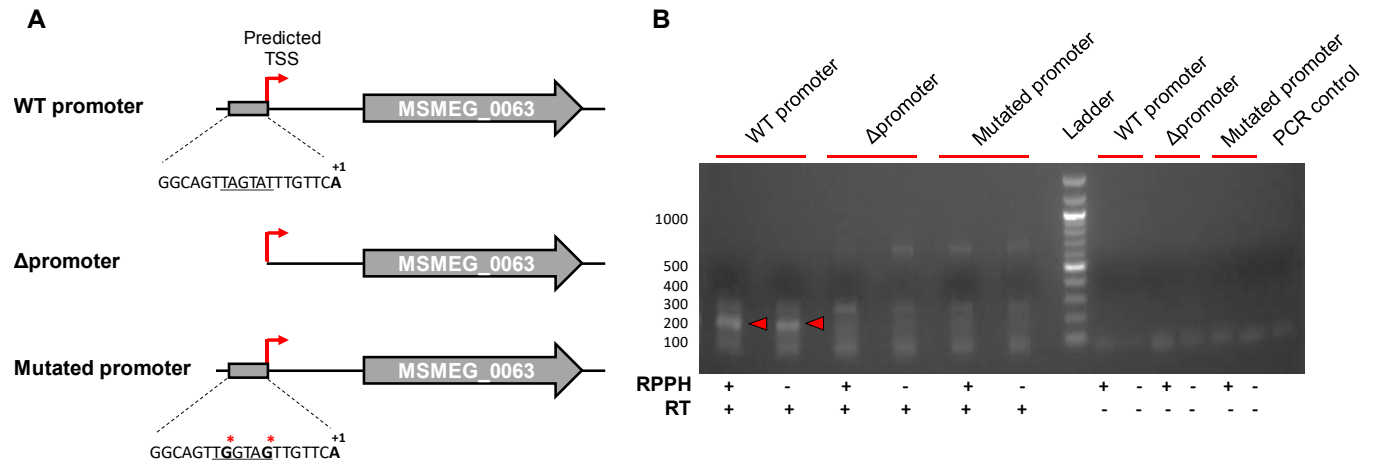 A
Predicted
TSS
WT promoter
MSMEG_0063
+1
GGCAGTTAGTATTTGTTCA
Δpromoter
MSMEG_0063
Mutated promoter
MSMEG_0063
* *
+1
GGCAGTTGGTAGTTGTTCA
B
WT promoter
Δpromoter
Mutated promoter
Ladder
WT promoter
Δpromoter
Mutated promoter
PCR control
1000
500
400
300
200
100
RPPH + - + - + - + - + - + -
RT + + + + + + - - - - - -